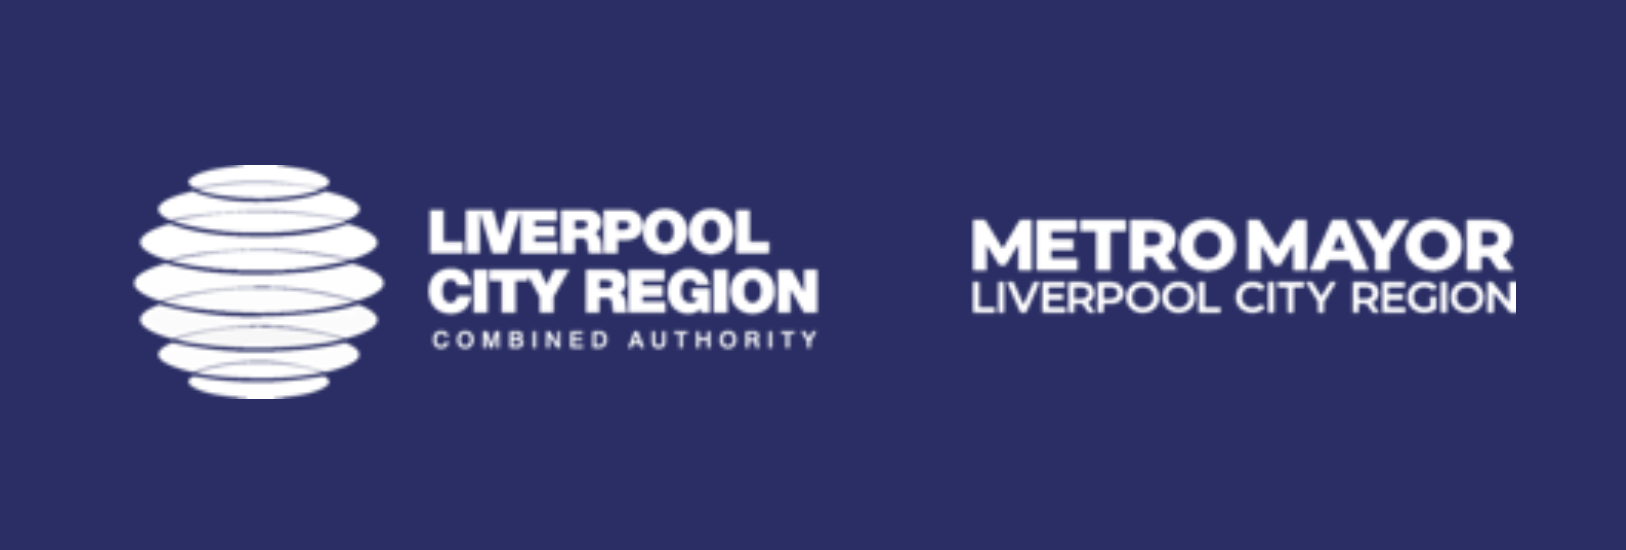 LIVERPOOL
CITY REGION
COMBINED AUTHORITY
METRO MAYOR
LIVERPOOL CITY REGION